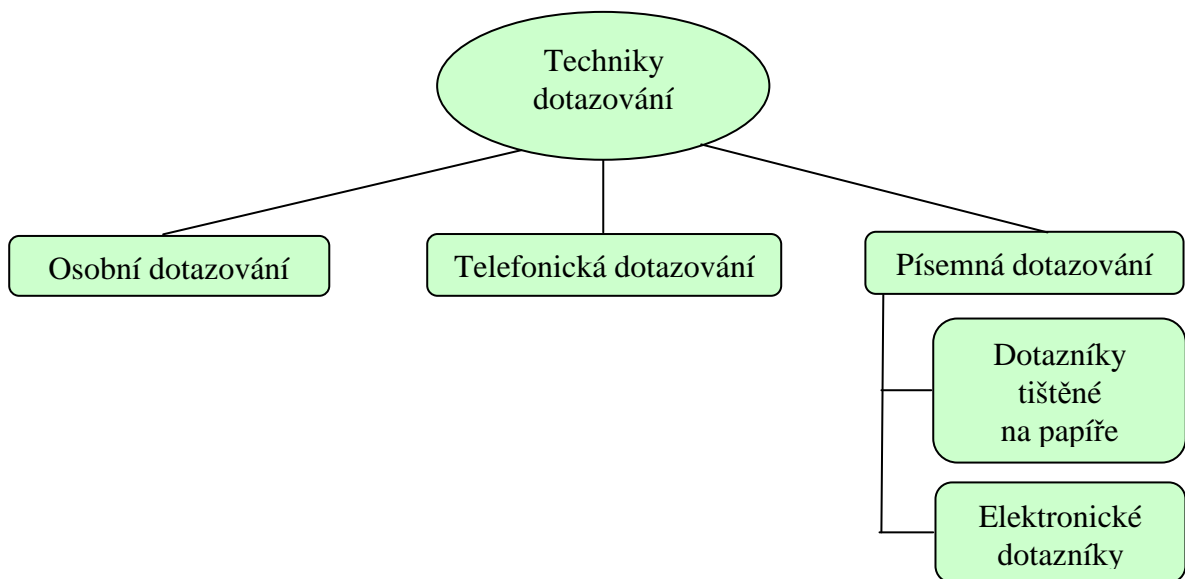 Techniky
dotazování
Osobní dotazování
Telefonická dotazování
Písemná dotazování
Dotazníky
tištěné
na papíře
Elektronické
dotazníky